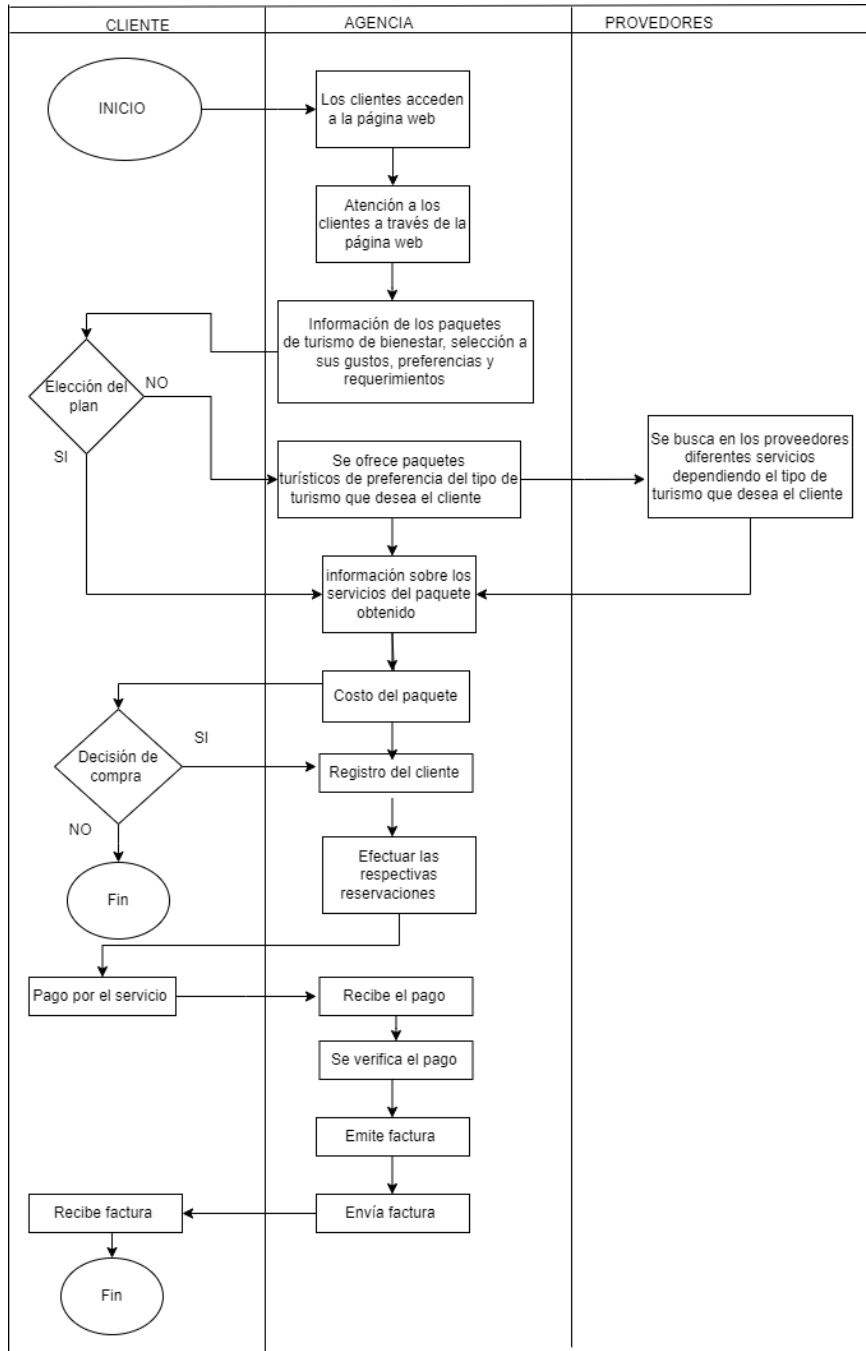 CLIENTE
AGENCIA
PROVEDORES
INICIO
Los clientes acceden
a la página web
Atención a los
clientes a través de la
página web
Información de los paquetes
de turismo de bienestar, selección a
sus gustos, preferencias y
requerimientos
Elección del
plan
NO
SI
Se ofrece paquetes
turísticos de preferencia del tipo de
turismo que desea el cliente
Se busca en los proveedores
diferentes servicios
dependiendo el tipo de
turismo que desea el cliente
información sobre los
servicios del paquete
obtenido
Costo del paquete
Decisión de
compra
SI
NO
Registro del cliente
Efectuar las
respectivas
reservaciones
Fin
Pago por el servicio
Recibe el pago
Se verifica el pago
Emite factura
Envía factura
Recibe factura
Fin